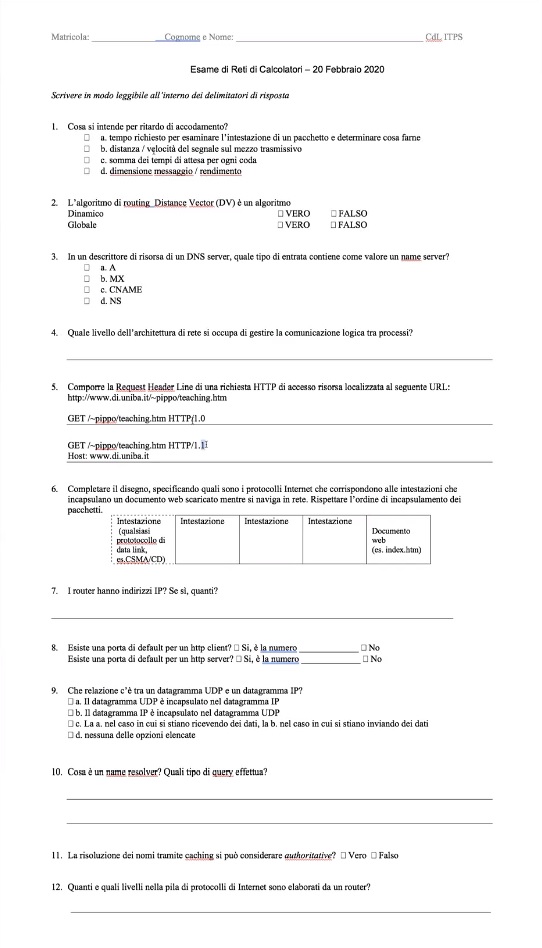 Matricola: ____________ Cognome e Nome: ______________________________ CdL ITPS
Esame di Reti di Calcolatori – 20 Febbraio 2020
Scrivere in modo leggibile all'interno dei delimitatori di risposta
1. Cosa si intende per ritardo di accodamento?
☐ a. tempo richiesto per esaminare l'intestazione di un pacchetto e determinare cosa farne
☐ b. distanza / velocità del segnale sul mezzo trasmissivo
☐ c. somma dei tempi di attesa per ogni coda
☐ d. dimensione messaggio / rendimento
2. L'algoritmo di routing Distance Vector (DV) è un algoritmo
Dinamico ☐ VERO ☐ FALSO
Globale ☐ VERO ☐ FALSO
3. In un descrittore di risorsa di un DNS server, quale tipo di entrata contiene come valore un name server?
☐ a. A
☐ b. MX
☐ c. CNAME
☐ d. NS
4. Quale livello dell'architettura di rete si occupa di gestire la comunicazione logica tra processi?
5. Comporre la Request Header Line di una richiesta HTTP di accesso risorsa localizzata al seguente URL:
http://www.di.uniba.it/~pippo/teaching.htm
GET /~pippo/teaching.htm HTTP/1.0
GET /~pippo/teaching.htm HTTP/1.1
Host: www.di.uniba.it
6. Completare il disegno, specificando quali sono i protocolli Internet che corrispondono alle intestazioni che
incapsulano un documento web scaricato mentre si naviga in rete. Rispettare l'ordine di incapsulamento dei
pacchetti.
Intestazione Intestazione Intestazione Intestazione
(qualsiasi Documento
prototocollo di web
data link, (es. index.htm)
es.CSMA/CD)
7. I router hanno indirizzi IP? Se sì, quanti?
8. Esiste una porta di default per un http client? ☐ Si, è la numero ____________ ☐ No
Esiste una porta di default per un http server? ☐ Si, è la numero ____________ ☐ No
9. Che relazione c'è tra un datagramma UDP e un datagramma IP?
☐ a. Il datagramma UDP è incapsulato nel datagramma IP
☐ b. Il datagramma IP è incapsulato nel datagramma UDP
☐ c. La a. nel caso in cui si stiano ricevendo dei dati, la b. nel caso in cui si stiano inviando dei dati
☐ d. nessuna delle opzioni elencate
10. Cosa è un name resolver? Quali tipo di query effettua?
11. La risoluzione dei nomi tramite caching si può considerare authoritative? ☐ Vero ☐ Falso
12. Quanti e quali livelli nella pila di protocolli di Internet sono elaborati da un router?